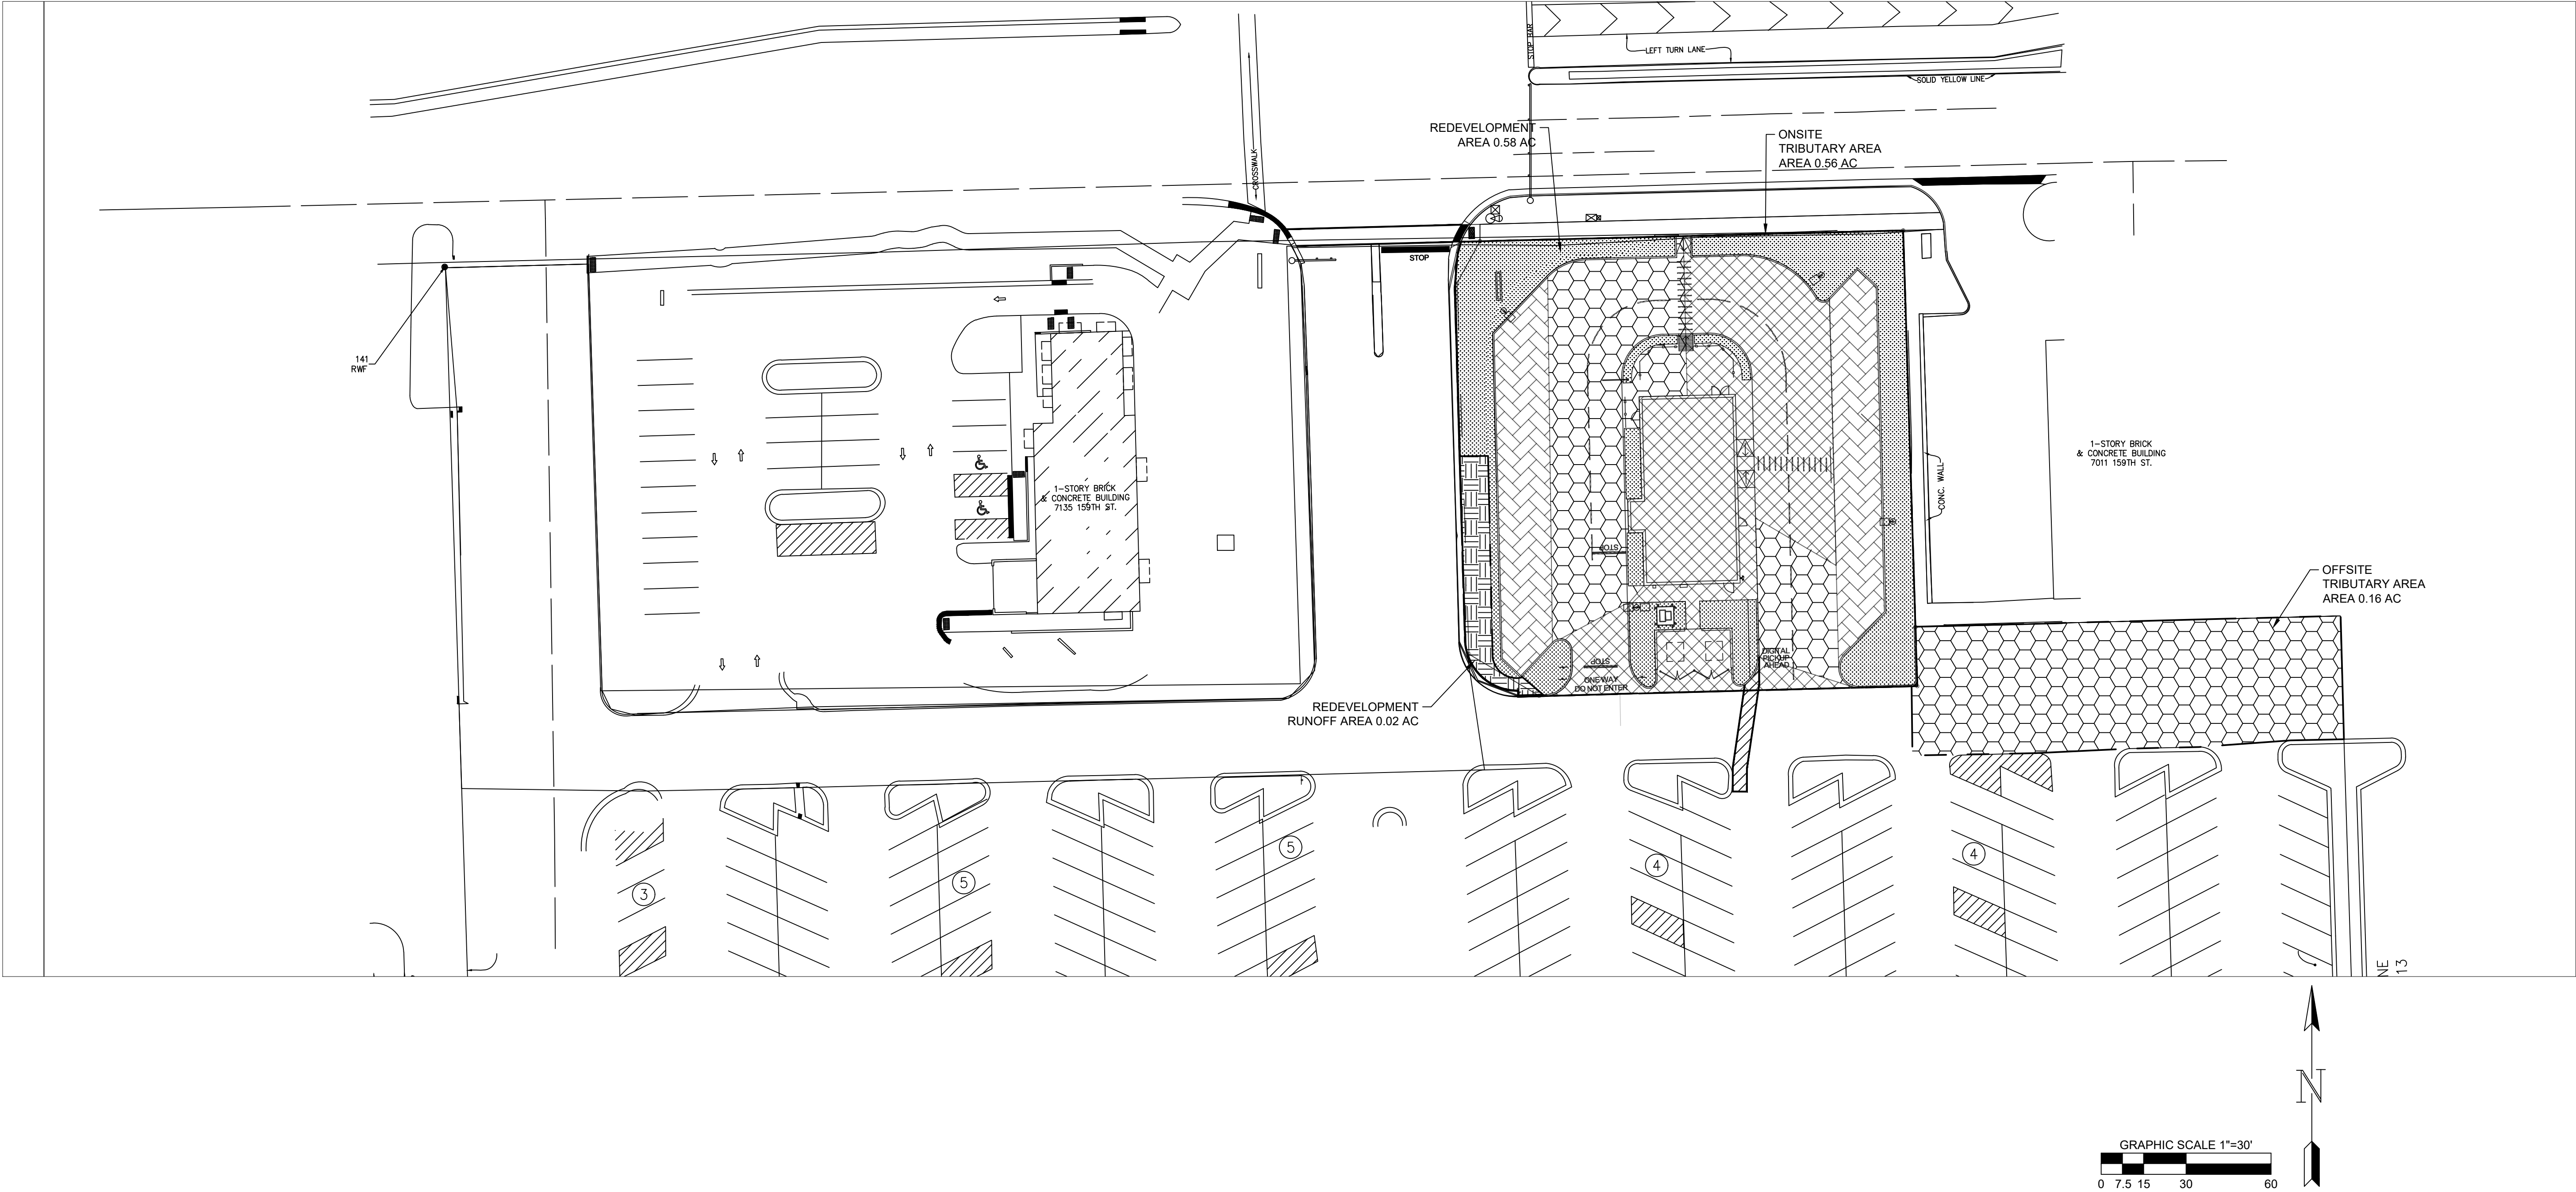 STOP BAR
LEFT TURN LANE
SOLID YELLOW LINE
REDEVELOPMENT
AREA 0.58 AC
ONSITE
TRIBUTARY AREA
AREA 0.56 AC
CROSSWALK
STOP
141
RWF
1-STORY BRICK
& CONCRETE BUILDING
7135 159TH ST.
1-STORY BRICK
& CONCRETE BUILDING
7011 159TH ST.
CONC. WALL
STOP
OFFSITE
TRIBUTARY AREA
AREA 0.16 AC
STOP
DIGITAL
PICKUP
AHEAD
ONE WAY
DO NOT ENTER
REDEVELOPMENT
RUNOFF AREA 0.02 AC
5
4
4
5
3
NE
13
N
GRAPHIC SCALE 1"=30'
0 7.5 15 30 60